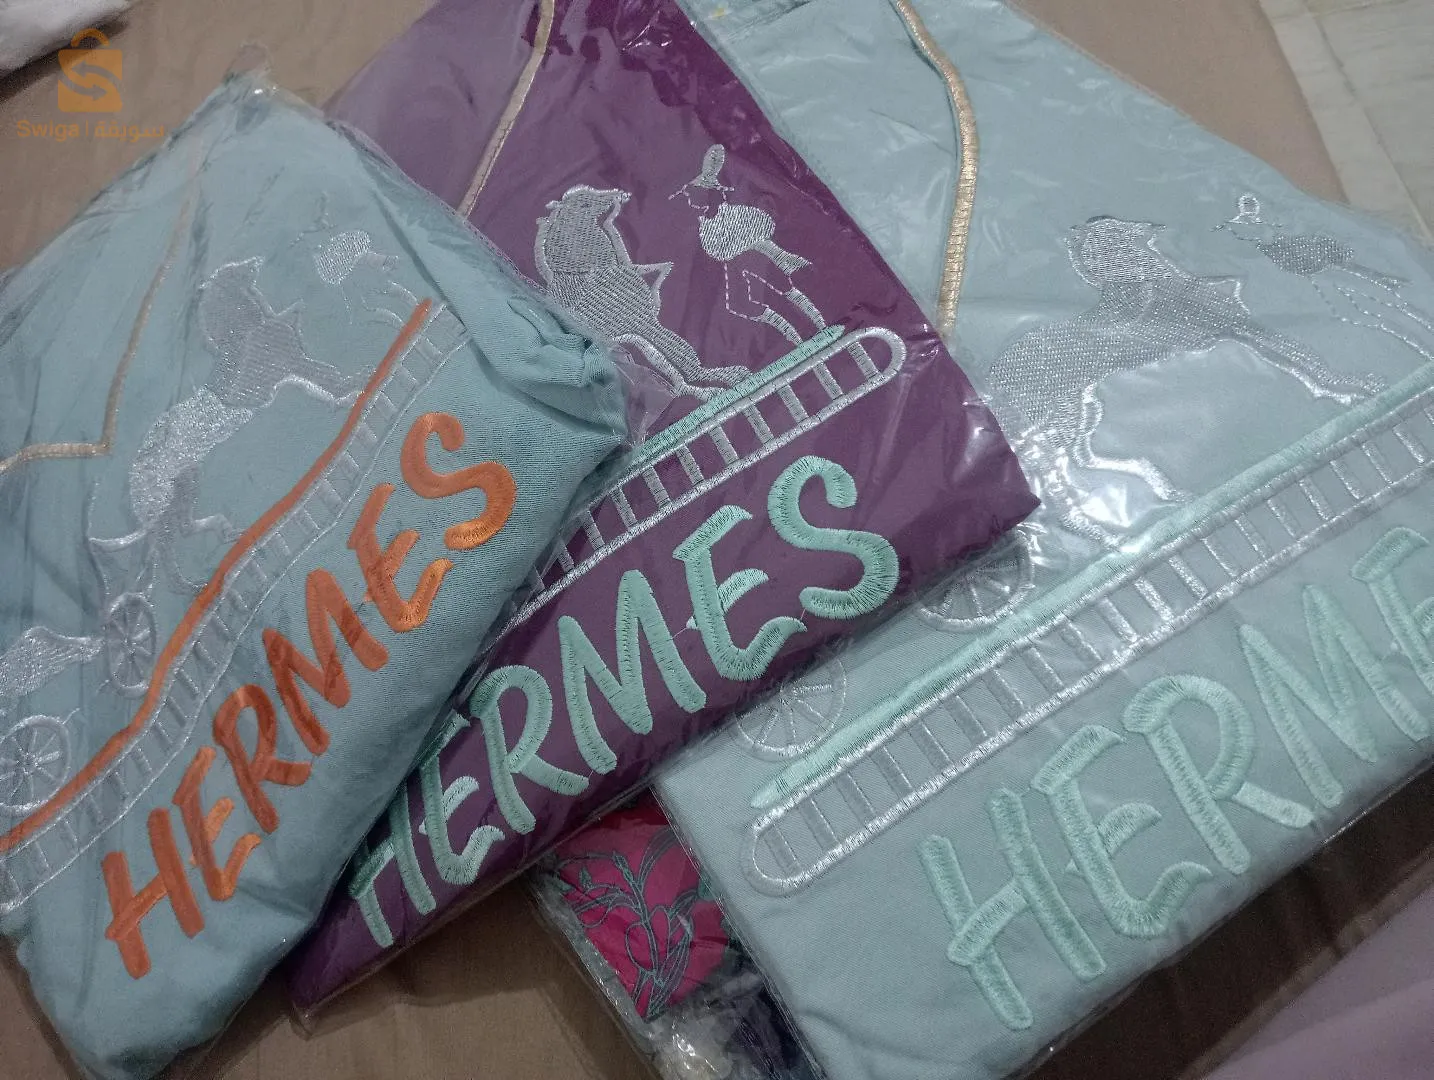 Swiga | سويقة
HERMES
HERMES
HERME